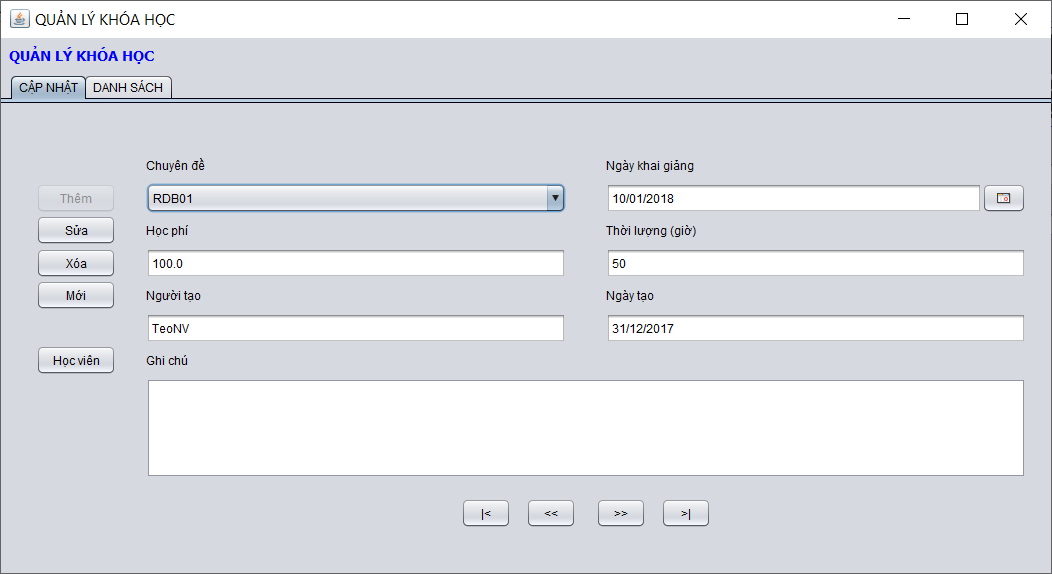 QUẢN LÝ KHÓA HỌC
QUẢN LÝ KHÓA HỌC
CẬP NHẬT DANH SÁCH
Chuyên đề Ngày khai giảng
Thêm RDB01 10/01/2018
Sửa Học phí Thời lượng (giờ)
Xóa 100.0 50
Mới Người tạo Ngày tạo
TeoNV 31/12/2017
Học viên Ghi chú
|< << >> >|